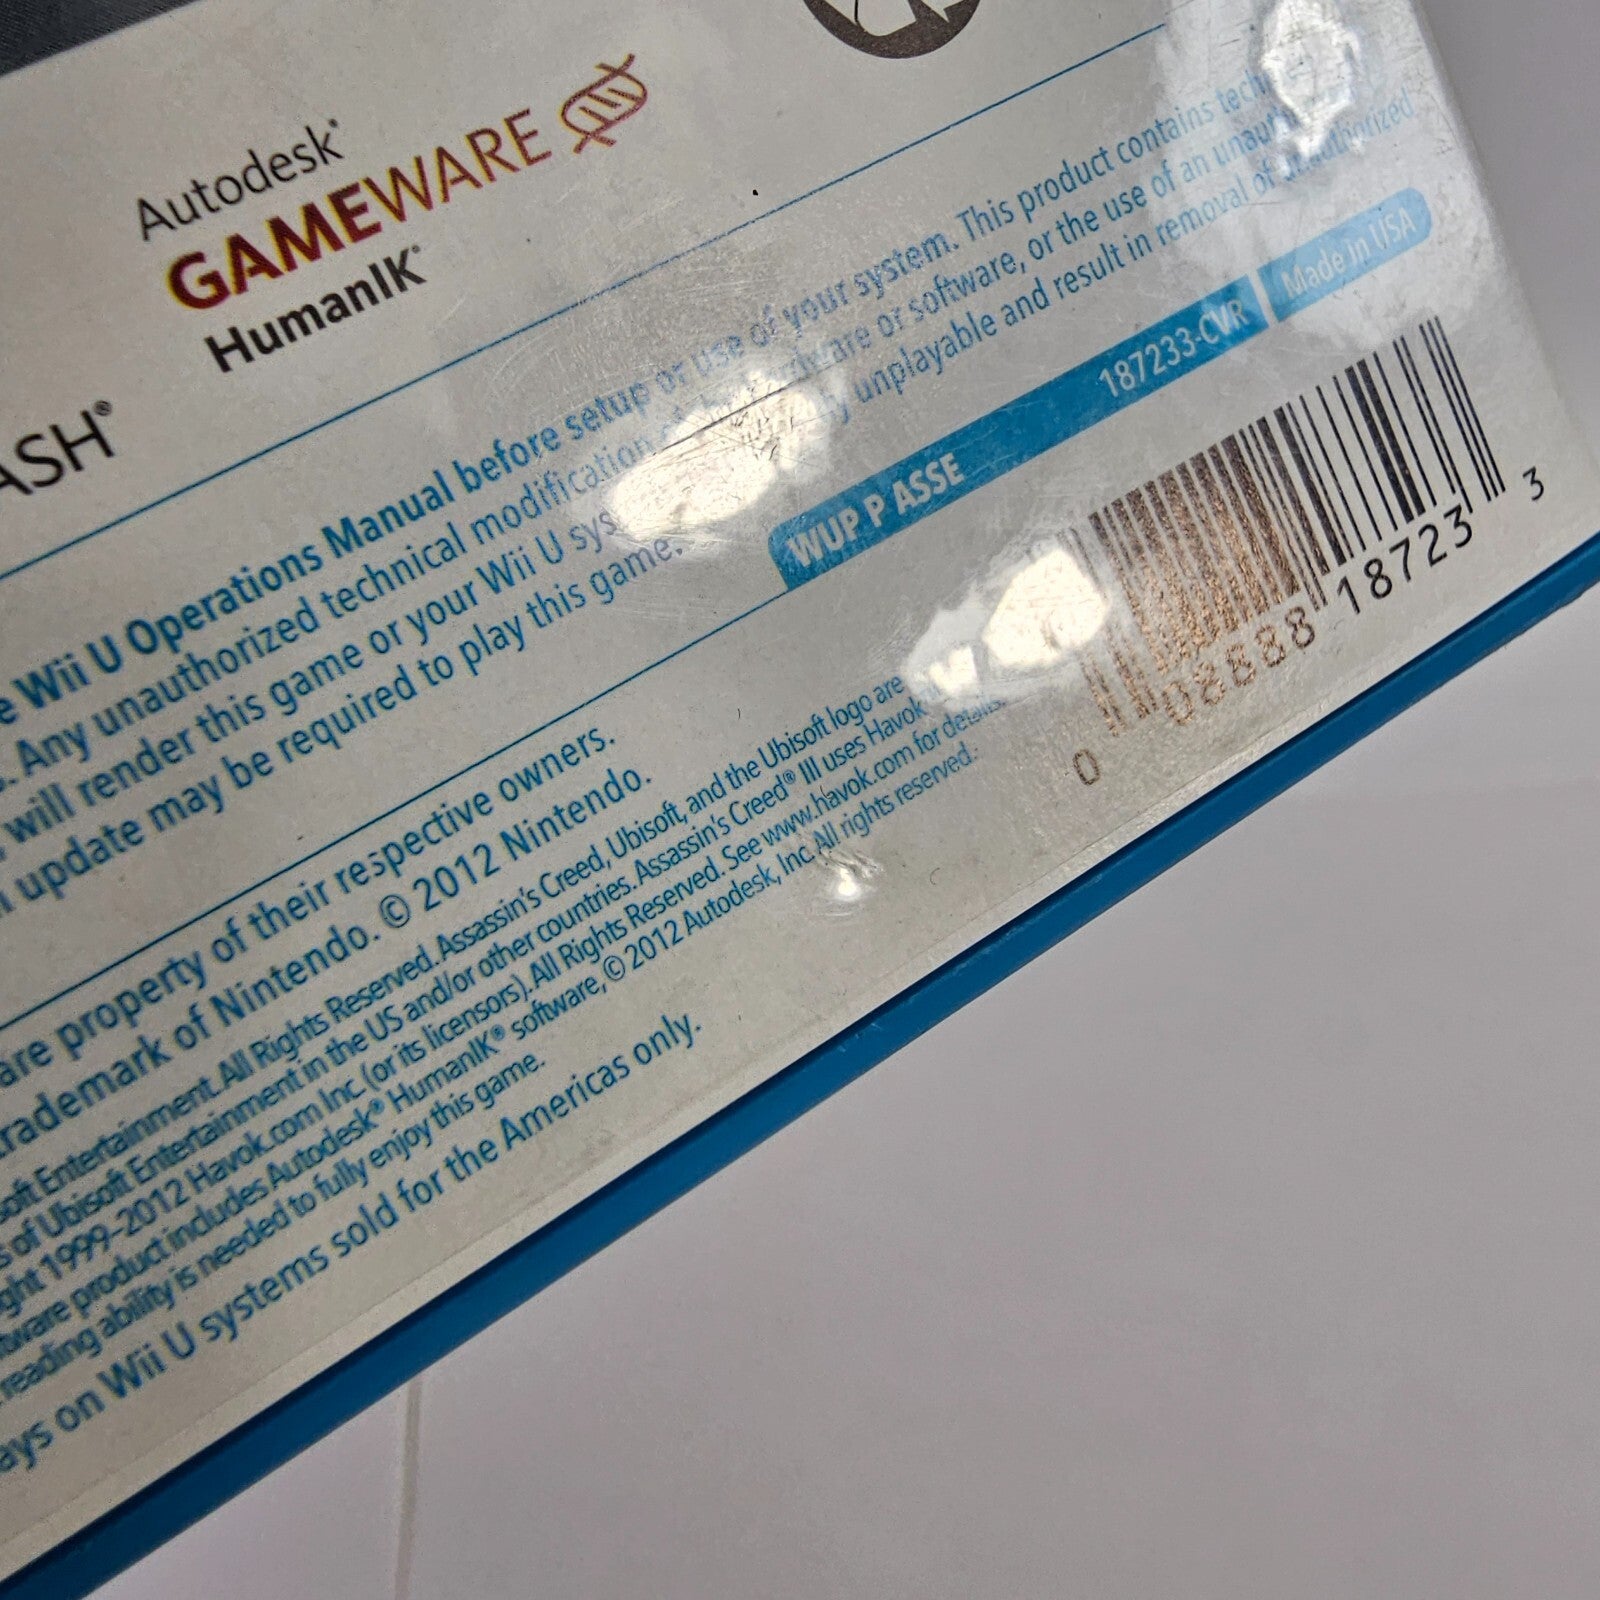 Autodesk®
GAMEWARE
HumanIK®
ASH®
Wii U Operations Manual before setup or use of your system. This product contains
Any unauthorized technical modification of hardware or software, or the use of an
will render this game or your Wii U unplayable and result in removal of unauthorized
update may be required to play this game.
WUP P ASSE 187233-CVR Made in USA
are property of their respective owners.
trademark of Nintendo. © 2012 Nintendo.
Entertainment. All Rights Reserved. Assassin's Creed, Ubisoft, and the Ubisoft logo are
of Ubisoft Entertainment in the US and/or other countries. Assassin's Creed® III uses Havok
1999-2012 Havok.com Inc. (or its licensors). All Rights Reserved. See www.havok.com for details.
product includes Autodesk® HumanIK® software, © 2012 Autodesk, Inc. All rights reserved.
reading ability is needed to fully enjoy this game.
on Wii U systems sold for the Americas only.
0 08888 18723 3